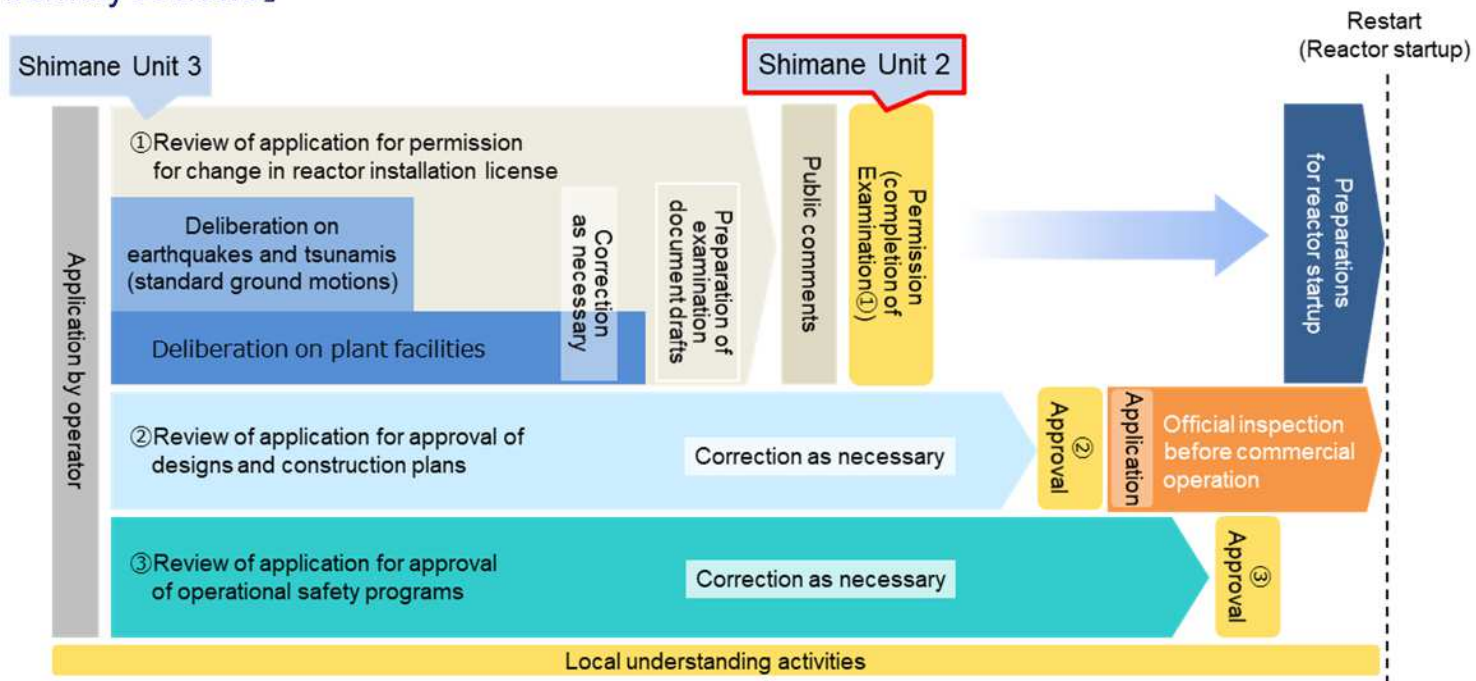 Restart
(Reactor startup)
Shimane Unit 3
Shimane Unit 2
Application by operator
①Review of application for permission
for change in reactor installation license
Deliberation on
earthquakes and tsunamis
(standard ground motions)
Deliberation on plant facilities
Correction
as necessary
Preparation of
examination
document drafts
Public comments
Permission
(completion of
Examination①)
Preparations
for reactor startup
②Review of application for approval of
designs and construction plans
Correction as necessary
②
Approval
Application
Official inspection
before commercial
operation
③Review of application for approval
of operational safety programs
Correction as necessary
③
Approval
Local understanding activities